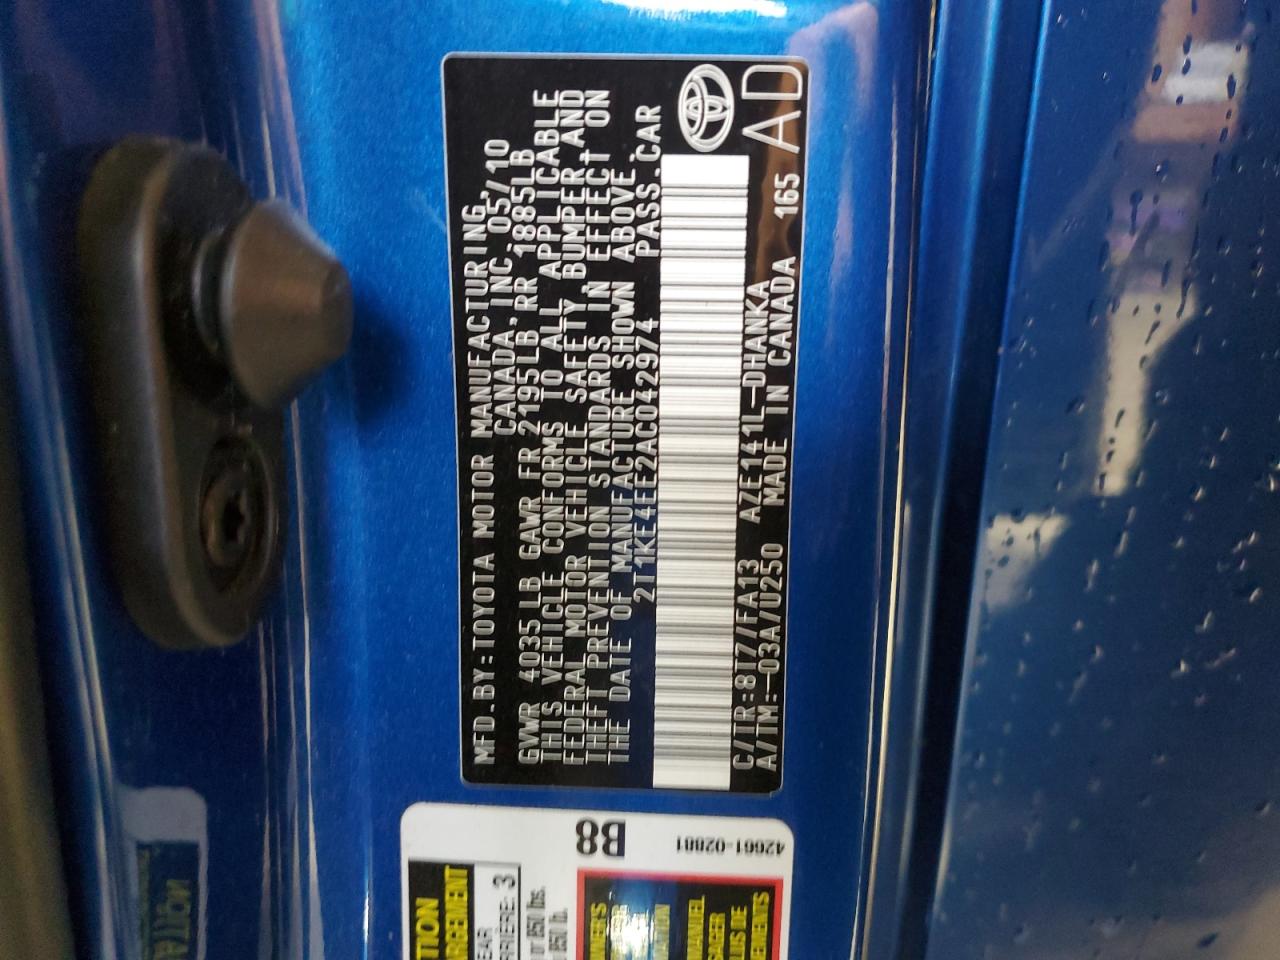 MFD.BY:TOYOTA MOTOR MANUFACTURING,
CANADA, INC. 05/10
GVWR 4035LB GAWR FR 2195LB RR 1885LB
THIS VEHICLE CONFORMS TO ALL APPLICABLE
FEDERAL MOTOR VEHICLE SAFETY, BUMPER, AND
THEFT PREVENTION STANDARDS IN EFFECT ON
THE DATE OF MANUFACTURE SHOWN ABOVE.
2T1KE4EE2AC042974 PASS.CAR
C/TR:8T7/FA13 AZE141L-DHANKA
A/TM:-03A/U250 MADE IN CANADA 165
AD
B8
42661-02881
3